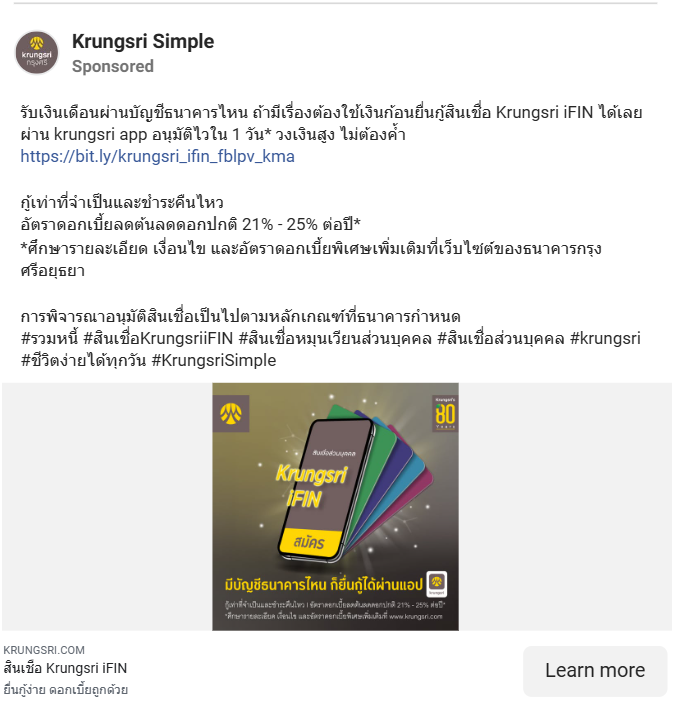 Krungsri Simple
Sponsored
krungsri
กรุงศรี
รับเงินเดือนผ่านบัญชีธนาคารไหน ถ้ามีเรื่องต้องใช้เงินก้อนยื่นกู้สินเชื่อ Krungsri iFIN ได้เลย
ผ่าน krungsri app อนุมัติไวใน 1 วัน* วงเงินสูง ไม่ต้องค้ำ
https://bit.ly/krungsri_ifin_fblpv_kma
กู้เท่าที่จำเป็นและชำระคืนไหว
อัตราดอกเบี้ยลดต้นลดดอกปกติ 21% - 25% ต่อปี*
*ศึกษารายละเอียด เงื่อนไข และอัตราดอกเบี้ยพิเศษเพิ่มเติมที่เว็บไซต์ของธนาคารกรุง
ศรีอยุธยา
การพิจารณาอนุมัติสินเชื่อเป็นไปตามหลักเกณฑ์ที่ธนาคารกำหนด
#รวมหนี้ #สินเชื่อKrungsriiFIN #สินเชื่อหมุนเวียนส่วนบุคคล #สินเชื่อส่วนบุคคล #krungsri
#ชีวิตง่ายได้ทุกวัน #KrungsriSimple
Krungsri's
80
Years
สินเชื่อส่วนบุคคล
Krungsri
iFIN
สมัคร
มีบัญชีธนาคารไหน ก็ยื่นกู้ได้ผ่านแอป
krungsri
กู้เท่าที่จำเป็นและชำระคืนไหว | อัตราดอกเบี้ยลดต้นลดดอกปกติ 21% - 25% ต่อปี*
*ศึกษารายละเอียด เงื่อนไข และอัตราดอกเบี้ยพิเศษเพิ่มเติมที่ www.krungsri.com
KRUNGSRI.COM
สินเชื่อ Krungsri iFIN
ยื่นกู้ง่าย ดอกเบี้ยถูกด้วย
Learn more